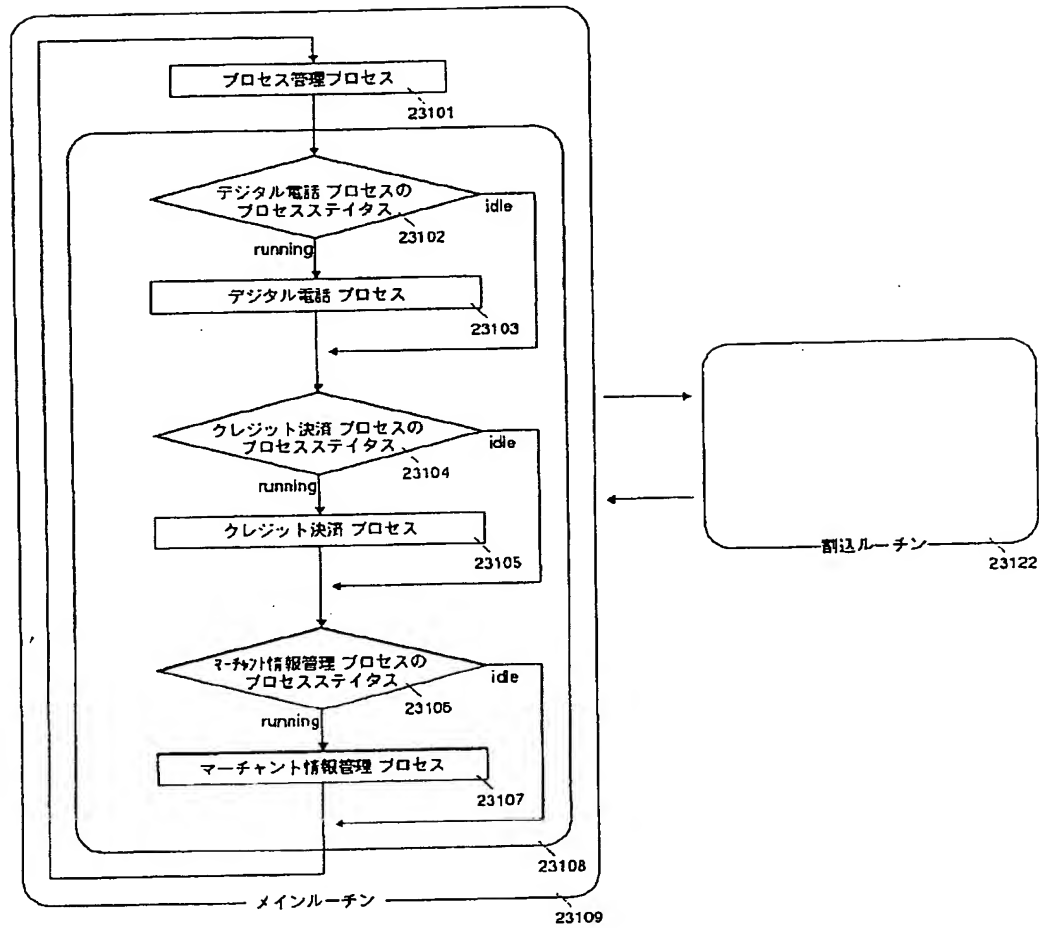 プロセス管理プロセス
23101
デジタル電話 プロセスの
プロセスステイタス
idle
23102
running
デジタル電話 プロセス
23103
クレジット決済 プロセスの
プロセスステイタス
idle
23104
running
クレジット決済 プロセス
23105
マーチャント情報管理 プロセスの
プロセスステイタス
idle
23106
running
マーチャント情報管理 プロセス
23107
23108
メインルーチン
23109
割込ルーチン
23122